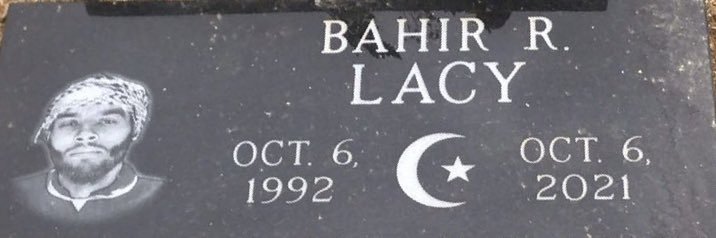 BAHIR R.
LACY
OCT. 6,
1992
OCT. 6,
2021